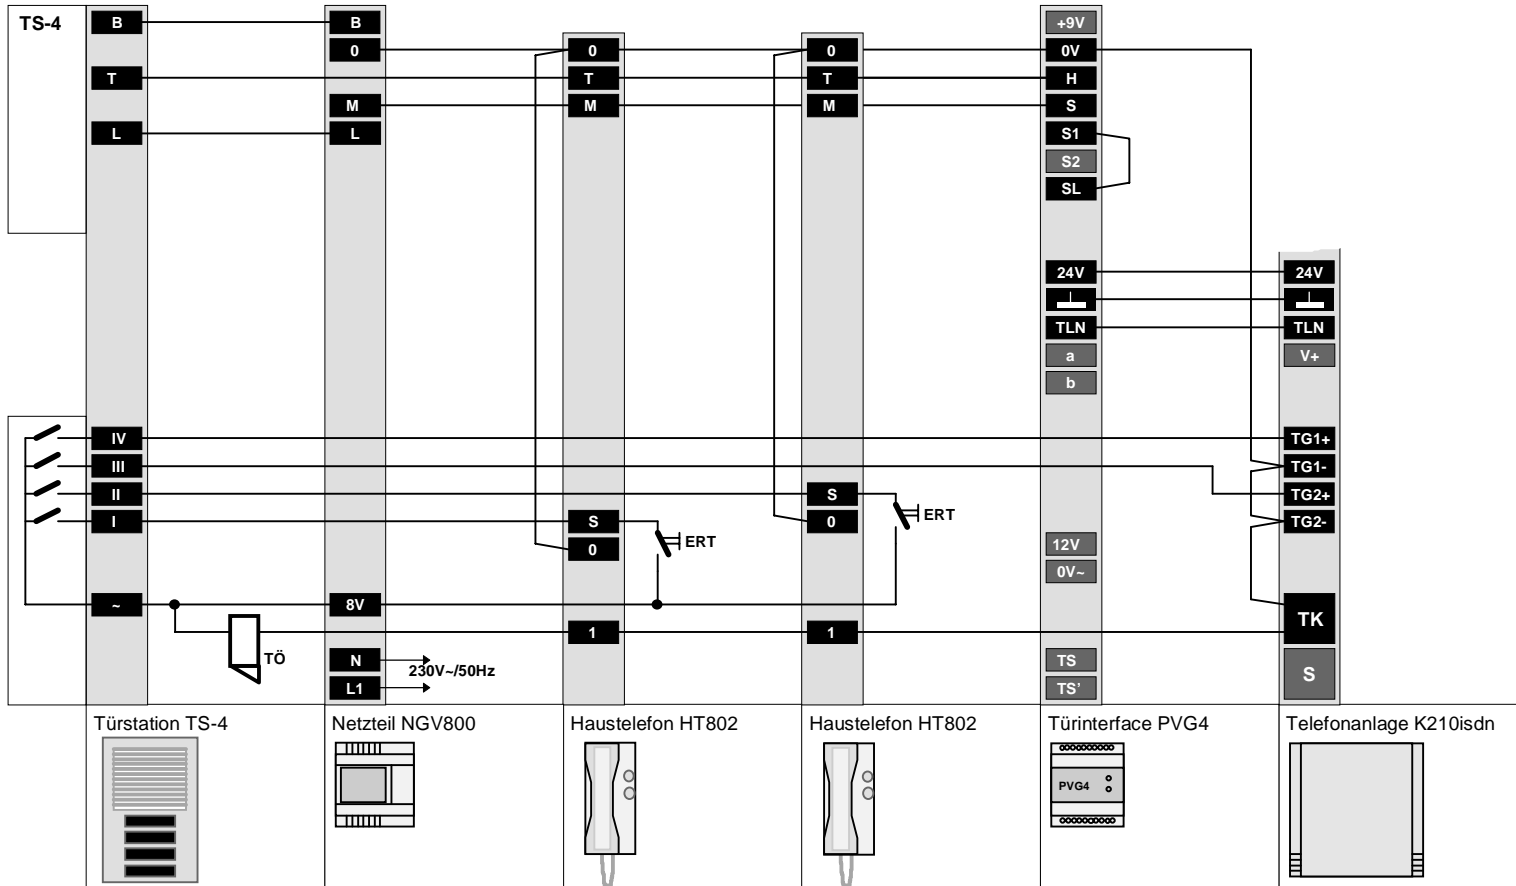 TS-4 B B +9V
0 0 0 0V
T T T H
M M M S
L L S1
S2
SL
24V 24V
TLN TLN
a V+
b
IV TG1+
III TG1-
II S TG2+
I S 0 ERT TG2-
0 ERT 12V
0V~
~ 8V TK
TÖ 1 1
N 230V~/50Hz TS S
L1 TS'
Türstation TS-4
Netzteil NGV800
Haustelefon HT802
Haustelefon HT802
Türinterface PVG4
Telefonanlage K210isdn
PVG4